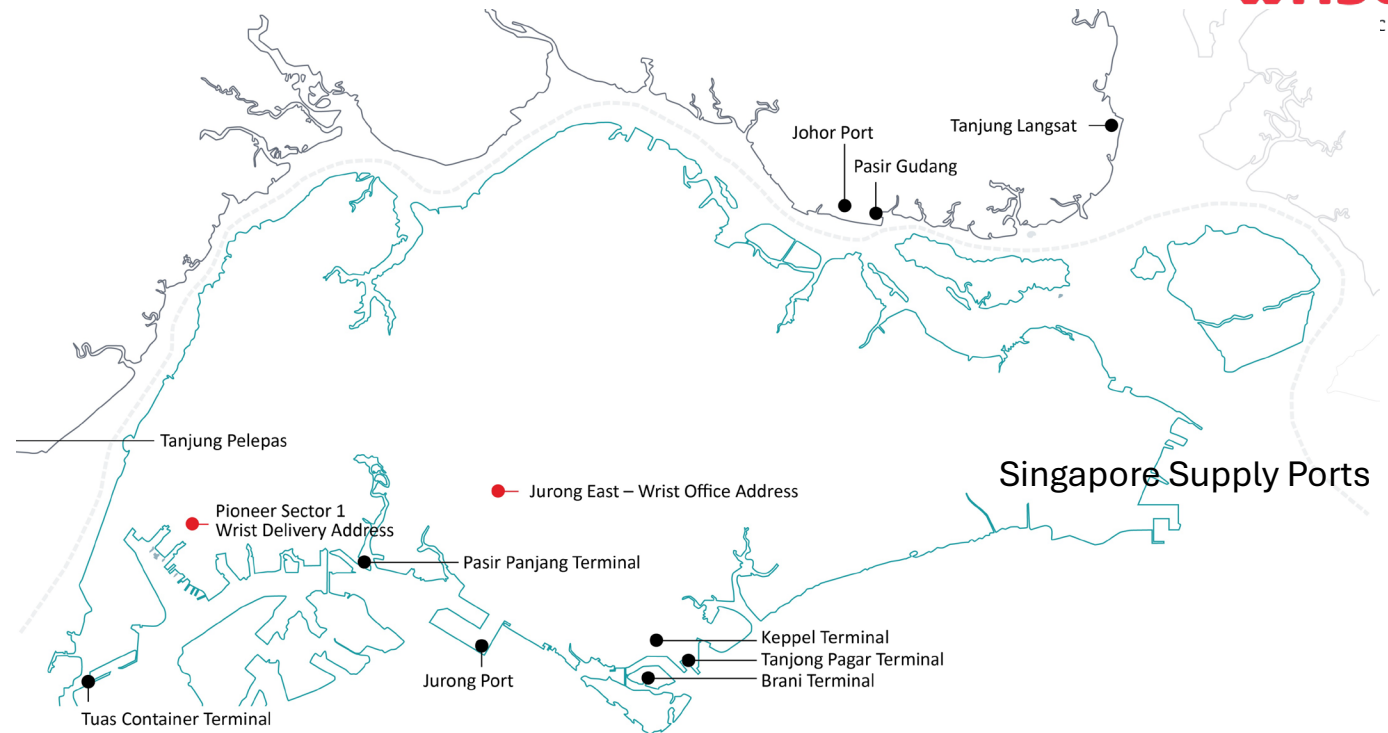 Johor Port
Tanjung Langsat
Pasir Gudang
Tanjung Pelepas
Singapore Supply Ports
Jurong East – Wrist Office Address
Pioneer Sector 1
Wrist Delivery Address
Pasir Panjang Terminal
Keppel Terminal
Tanjong Pagar Terminal
Brani Terminal
Jurong Port
Tuas Container Terminal